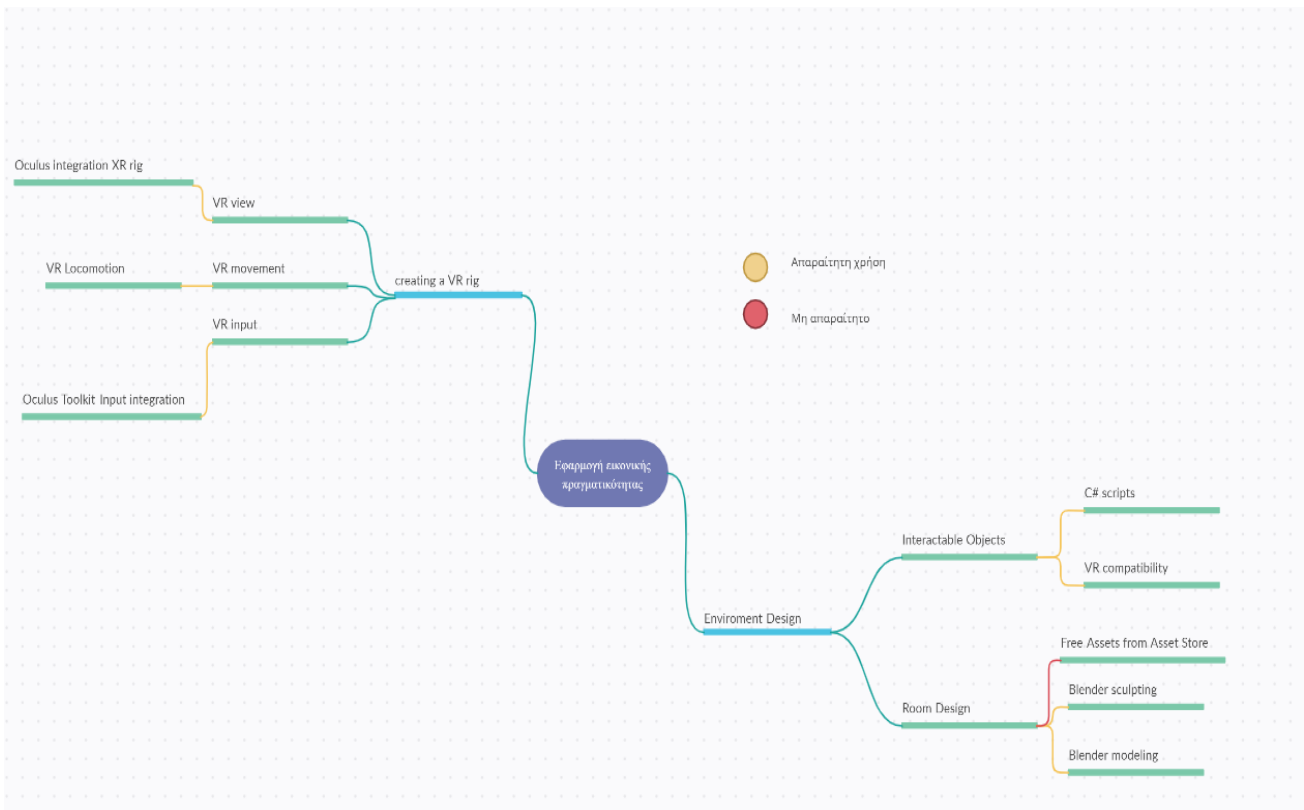 Oculus integration XR rig
VR view
VR Locomotion
VR movement
creating a VR rig
VR input
Oculus Toolkit Input integration
Απαραίτητη χρήση
Μη απαραίτητο
Εφαρμογή εικονικής
πραγματικότητας
C# scripts
Interactable Objects
VR compatibility
Enviroment Design
Free Assets from Asset Store
Blender sculpting
Room Design
Blender modeling